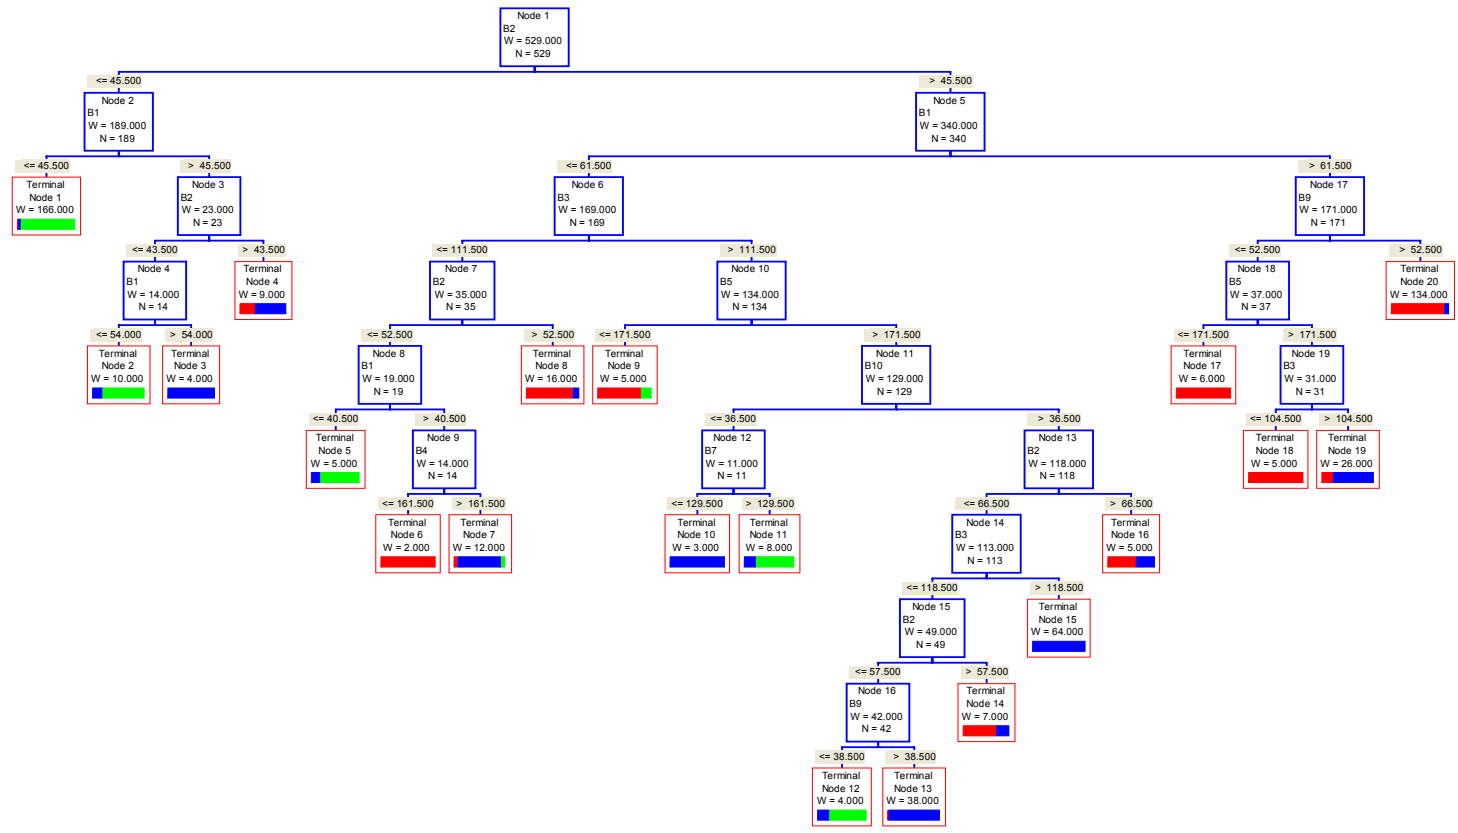 Node 1
B2
W = 529.000
N = 529
<= 45.500
> 45.500
Node 2
B1
W = 189.000
N = 189
Node 5
B1
W = 340.000
N = 340
<= 45.500
> 45.500
<= 61.500
> 61.500
Terminal
Node 1
W = 166.000
Node 3
B2
W = 23.000
N = 23
Node 6
B3
W = 169.000
N = 169
Node 17
B9
W = 171.000
N = 171
<= 43.500
> 43.500
<= 111.500
> 111.500
<= 52.500
> 52.500
Node 4
B1
W = 14.000
N = 14
Terminal
Node 4
W = 9.000
Node 7
B2
W = 35.000
N = 35
Node 10
B5
W = 134.000
N = 134
Node 18
B5
W = 37.000
N = 37
Terminal
Node 20
W = 134.000
<= 54.000
> 54.000
<= 52.500
> 52.500
<= 171.500
> 171.500
<= 171.500
> 171.500
Terminal
Node 2
W = 10.000
Terminal
Node 3
W = 4.000
Node 8
B1
W = 19.000
N = 19
Terminal
Node 8
W = 16.000
Terminal
Node 9
W = 5.000
Node 11
B10
W = 129.000
N = 129
Terminal
Node 17
W = 6.000
Node 19
B3
W = 31.000
N = 31
<= 40.500
> 40.500
<= 36.500
> 36.500
<= 104.500
> 104.500
Terminal
Node 5
W = 5.000
Node 9
B4
W = 14.000
N = 14
Node 12
B7
W = 11.000
N = 11
Node 13
B2
W = 118.000
N = 118
Terminal
Node 18
W = 5.000
Terminal
Node 19
W = 26.000
<= 161.500
> 161.500
<= 129.500
> 129.500
<= 66.500
> 66.500
Terminal
Node 6
W = 2.000
Terminal
Node 7
W = 12.000
Terminal
Node 10
W = 3.000
Terminal
Node 11
W = 8.000
Node 14
B3
W = 113.000
N = 113
Terminal
Node 16
W = 5.000
<= 118.500
> 118.500
Node 15
B2
W = 49.000
N = 49
Terminal
Node 15
W = 64.000
<= 57.500
> 57.500
Node 16
B9
W = 42.000
N = 42
Terminal
Node 14
W = 7.000
<= 38.500
> 38.500
Terminal
Node 12
W = 4.000
Terminal
Node 13
W = 38.000